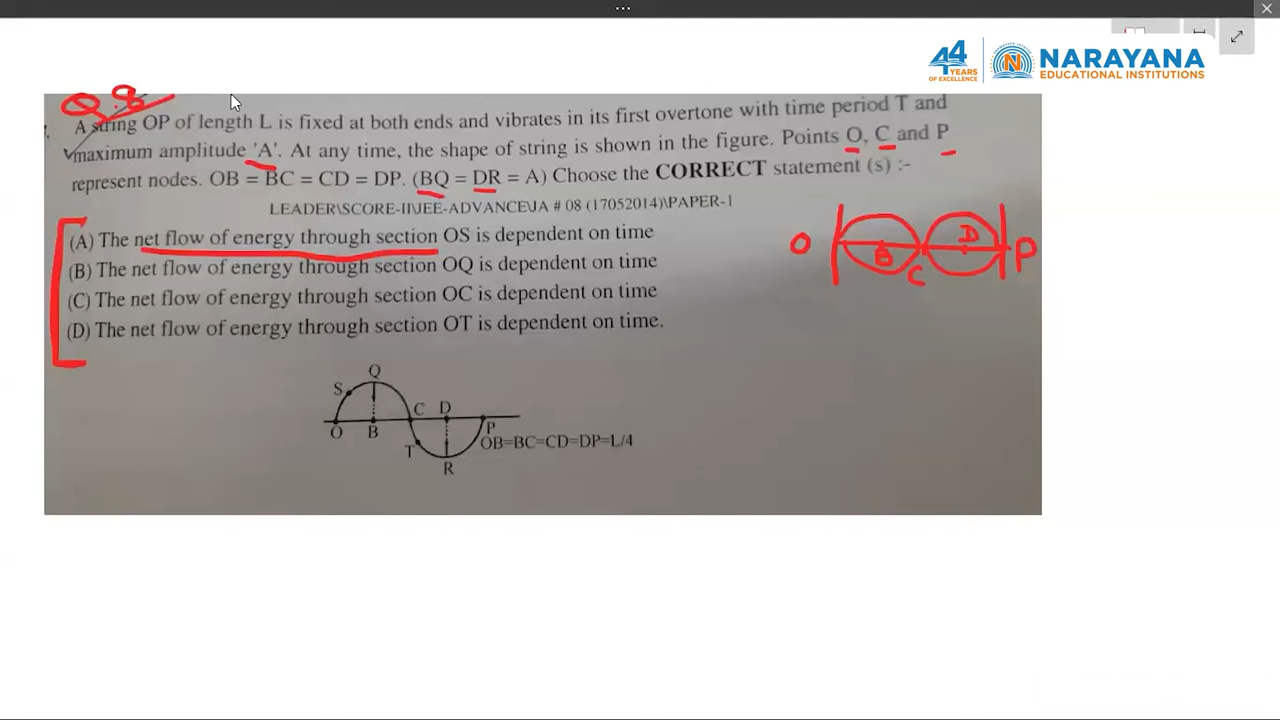 44
YEARS
OF EXCELLENCE
N
NARAYANA
EDUCATIONAL INSTITUTIONS
Q 8
A string OP of length L is fixed at both ends and vibrates in its first overtone with time period T and
maximum amplitude 'A'. At any time, the shape of string is shown in the figure. Points O, C and P
represent nodes. OB = BC = CD = DP. (BQ = DR = A) Choose the CORRECT statement (s) :-
LEADER\SCORE-II\JEE-ADVANCE\JA # 08 (17052014)\PAPER-1
(A) The net flow of energy through section OS is dependent on time
(B) The net flow of energy through section OQ is dependent on time
(C) The net flow of energy through section OC is dependent on time
(D) The net flow of energy through section OT is dependent on time.
O B C D P
Q
S
C D
O B P
T OB=BC=CD=DP=L/4
R